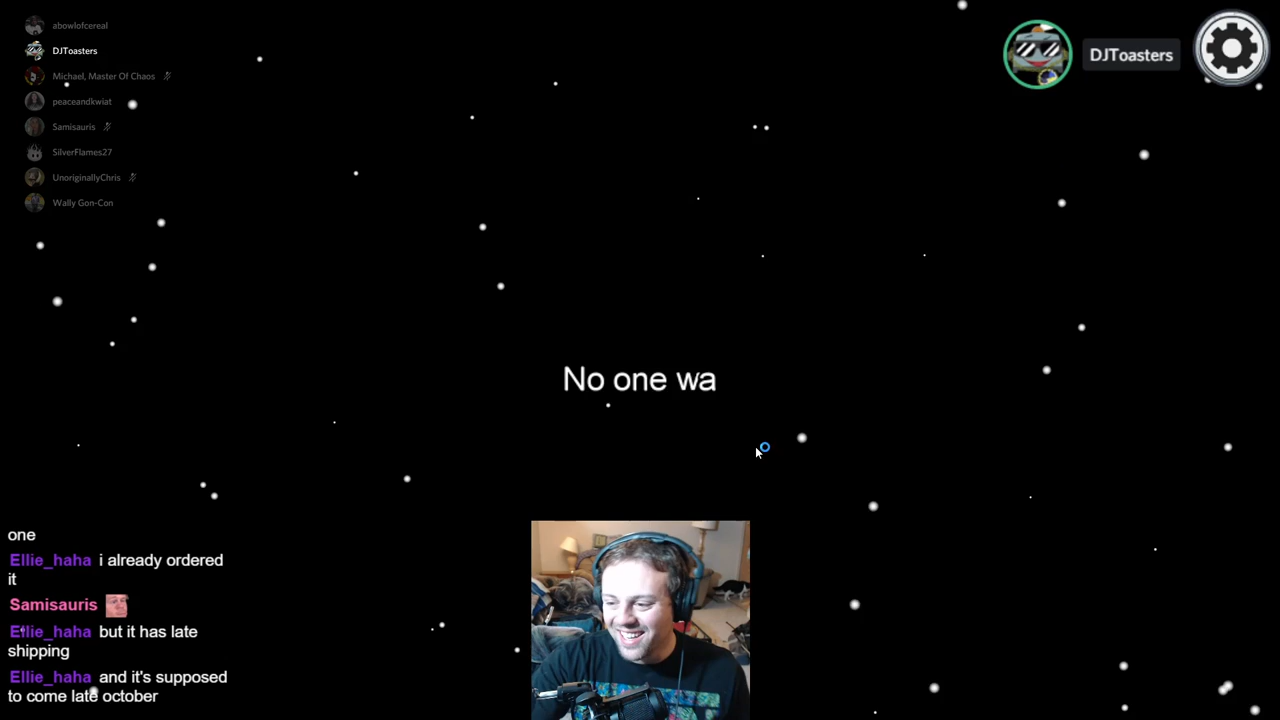 abowlofcereal
DJToasters
Michael, Master Of Chaos
peaceandkwiat
Samisauris
SilverFlames27
UnoriginallyChris
Wally Gon-Con
DJToasters
No one wa
one
Ellie_haha i already ordered
it
Samisauris
Ellie_haha but it has late
shipping
Ellie_haha and it's supposed
to come late october